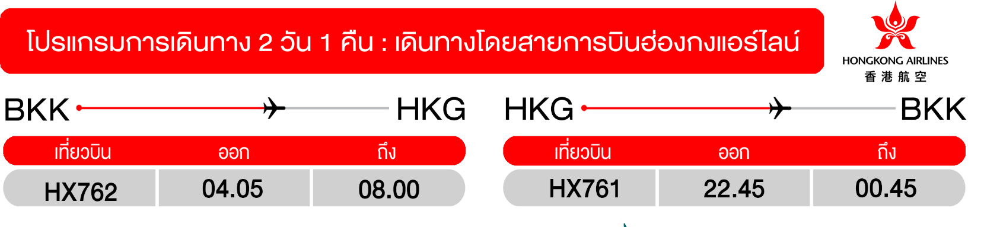 โปรแกรมการเดินทาง 2 วัน 1 คืน : เดินทางโดยสายการบินฮ่องกงแอร์ไลน์
HONGKONG AIRLINES
香港航空
BKK HKG
เที่ยวบิน ออก ถึง
HX762 04.05 08.00
HKG BKK
เที่ยวบิน ออก ถึง
HX761 22.45 00.45